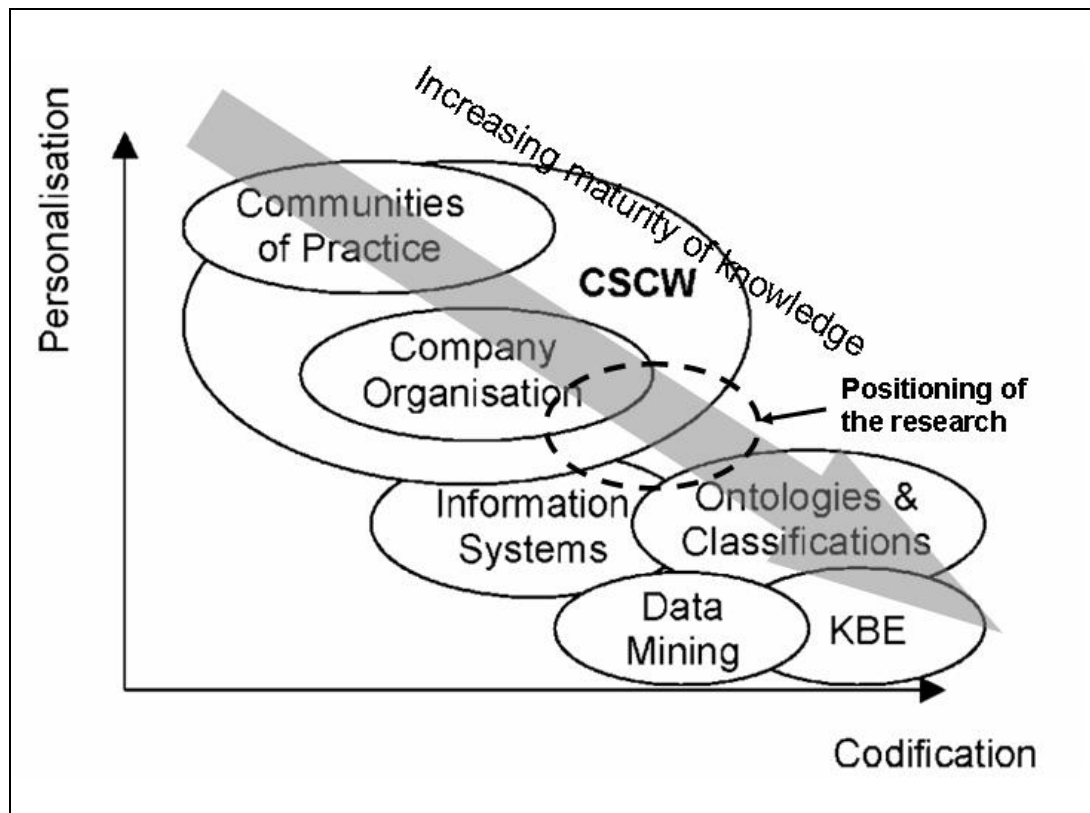 Personalisation
Increasing maturity of knowledge
Communities
of Practice
CSCW
Company
Organisation
Positioning of
the research
Information
Systems
Ontologies &
Classifications
Data
Mining
KBE
Codification